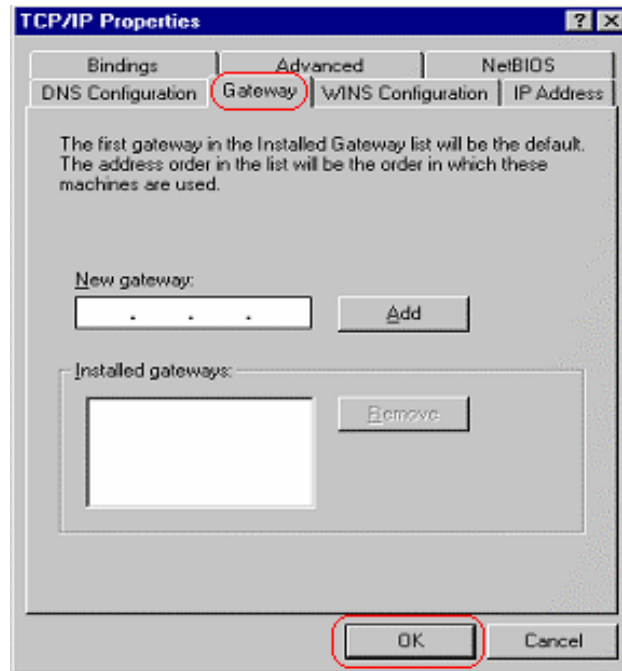 TCP/IP Properties
Bindings Advanced NetBIOS
DNS Configuration Gateway WINS Configuration IP Address
The first gateway in the Installed Gateway list will be the default.
The address order in the list will be the order in which these
machines are used.
New gateway:
. . .
Add
Installed gateways:
Remove
OK Cancel